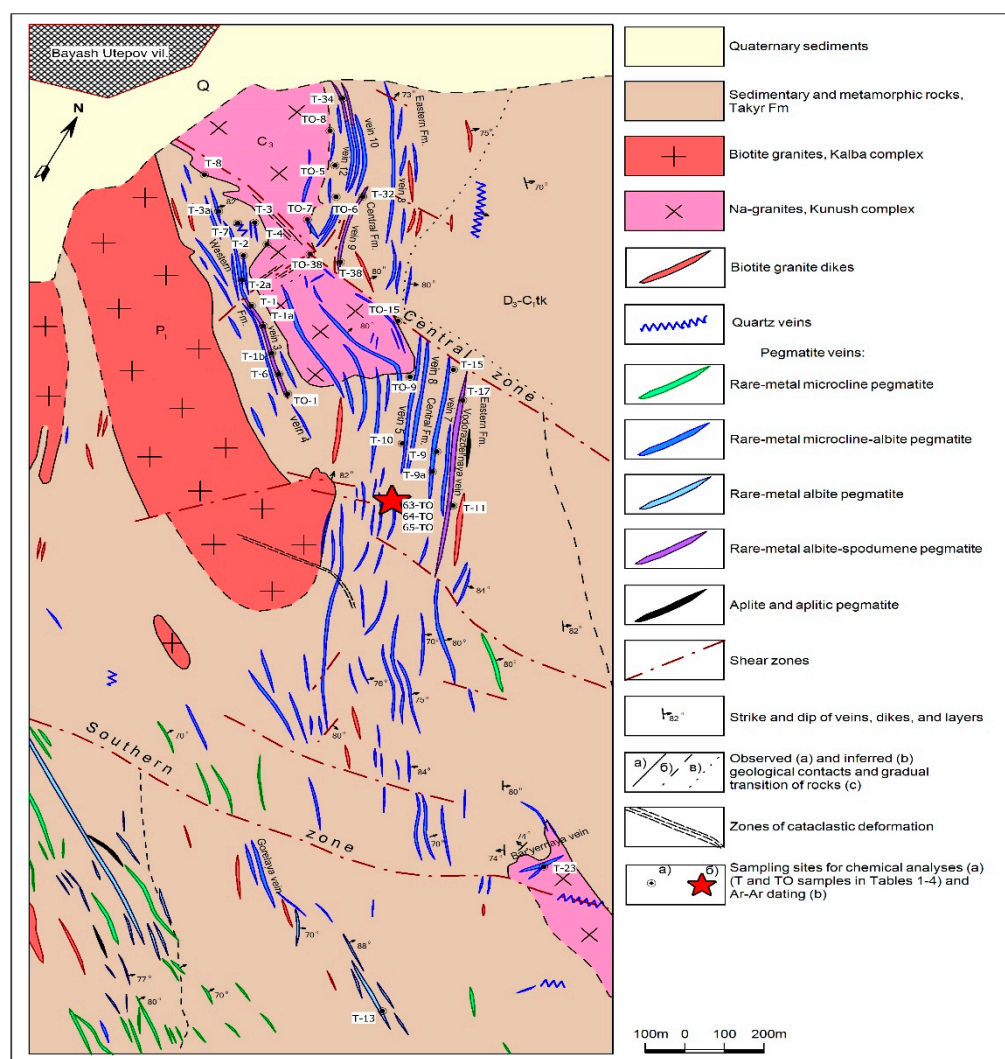 Bayash Utepov vil.
Q
N
T-34
73°
Eastern Fm.
TO-8
vein 10
75°
C₃
vein 12
T-8
TO-5
vein 8
70°
82°
T-32
T-3a
T-3
TO-7
TO-6
Central Fm.
T-7
T-4
vein 9
T-2
TO-38
T-38
Western
80°
80°
T-2a
D₃-C₁tk
T-1
T-1a
TO-15
80°
Fm.
vein 3
Central
zone
P₁
T-1b
vein 6
T-15
T-6
TO-9
T-17
TO-1
vein 5
Central Fm.
vein 7
Eastern Fm.
Vodorazdel'naya vein
vein 4
T-10
T-9
82°
T-9a
63-TO
64-TO
65-TO
T-11
84°
82°
70°
80°
80°
76°
75°
Southern
70°
80°
84°
80°
zone
70°
74°
74°
Bar'yernaya vein
T-23
Gorelaya vein
70°
88°
77°
80°
70°
T-13
Quaternary sediments
Sedimentary and metamorphic rocks,
Takyr Fm
Biotite granites, Kalba complex
Na-granites, Kunush complex
Biotite granite dikes
Quartz veins
Pegmatite veins:
Rare-metal microcline pegmatite
Rare-metal microcline-albite pegmatite
Rare-metal albite pegmatite
Rare-metal albite-spodumene pegmatite
Aplite and aplitic pegmatite
Shear zones
82°
Strike and dip of veins, dikes, and layers
а) б) в)
Observed (a) and inferred (b)
geological contacts and gradual
transition of rocks (c)
Zones of cataclastic deformation
а) б)
Sampling sites for chemical analyses (a)
(T and TO samples in Tables 1-4) and
Ar-Ar dating (b)
100m 0 100 200m